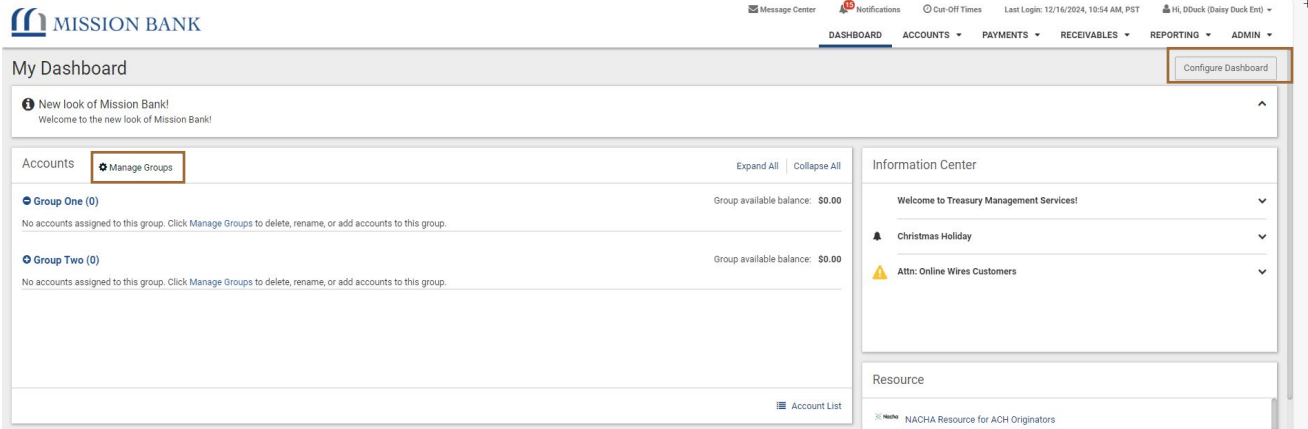 MISSION BANK
Message Center 15 Notifications Cut-Off Times Last Login: 12/16/2024, 10:54 AM, PST Hi, DDuck (Daisy Duck Ent)
DASHBOARD ACCOUNTS PAYMENTS RECEIVABLES REPORTING ADMIN
My Dashboard
Configure Dashboard
New look of Mission Bank!
Welcome to the new look of Mission Bank!
Accounts Manage Groups Expand All Collapse All
Group One (0) Group available balance: $0.00
No accounts assigned to this group. Click Manage Groups to delete, rename, or add accounts to this group.
Group Two (0) Group available balance: $0.00
No accounts assigned to this group. Click Manage Groups to delete, rename, or add accounts to this group.
Account List
Information Center
Welcome to Treasury Management Services!
Christmas Holiday
Attn: Online Wires Customers
Resource
Nacha NACHA Resource for ACH Originators